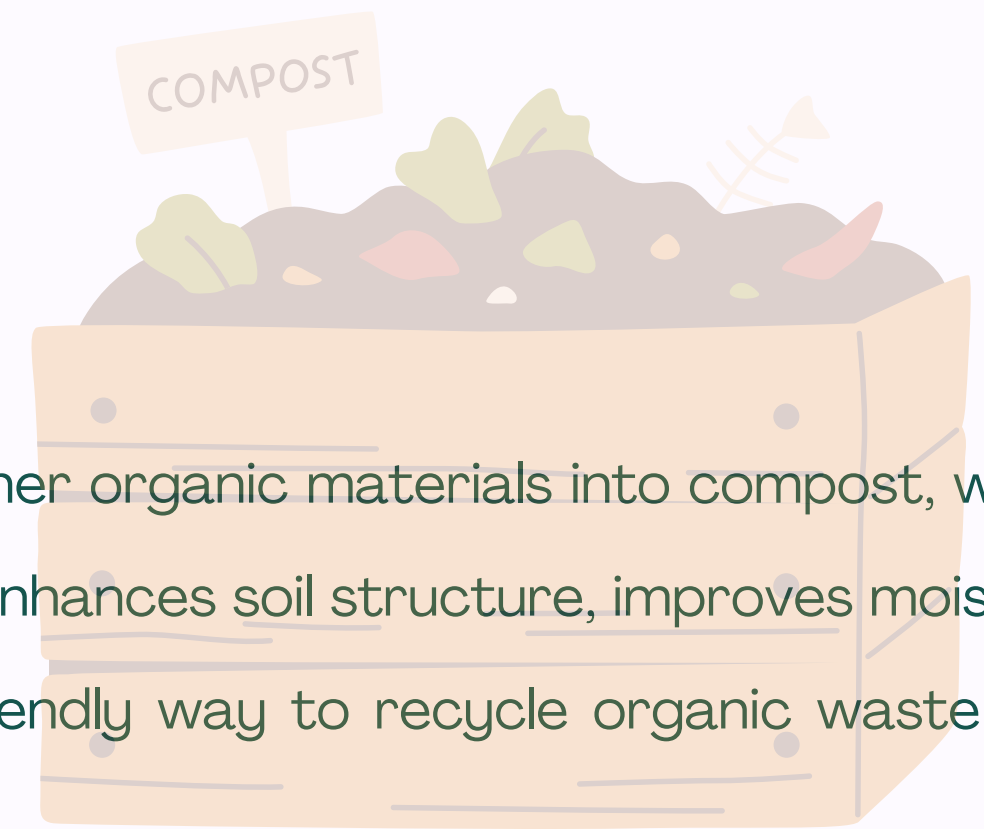 COMPOST
her organic materials into compost, w
nhances soil structure, improves mois
endly way to recycle organic waste